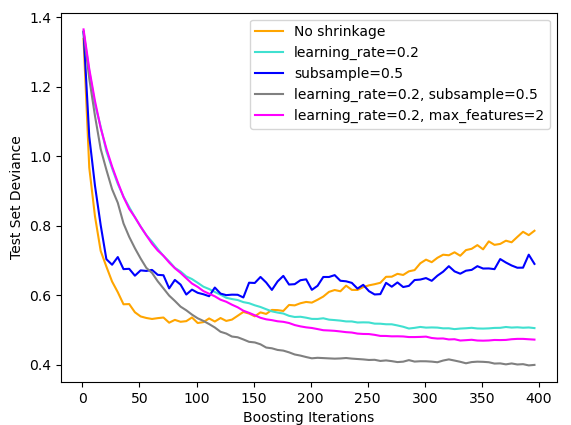 No shrinkage
learning_rate=0.2
subsample=0.5
learning_rate=0.2, subsample=0.5
learning_rate=0.2, max_features=2
Test Set Deviance
1.4
1.2
1.0
0.8
0.6
0.4
0 50 100 150 200 250 300 350 400
Boosting Iterations